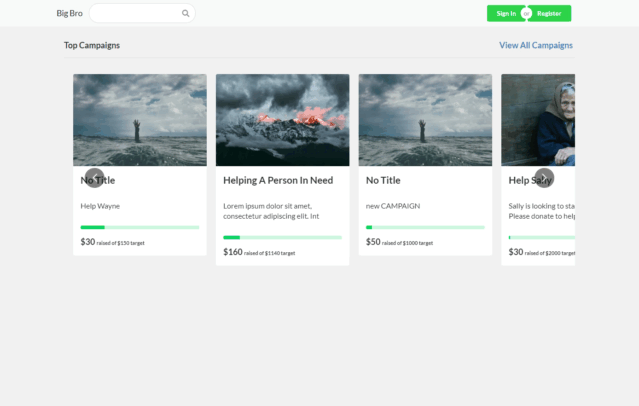 Big Bro
Sign In or Register
Top Campaigns
View All Campaigns
No Title
Help Wayne
$30 raised of $150 target
Helping A Person In Need
Lorem ipsum dolor sit amet,
consectetur adipiscing elit. Int
$160 raised of $1140 target
No Title
new CAMPAIGN
$50 raised of $1000 target
Help Sally
Sally is looking to sta
Please donate to help
$30 raised of $2000 target